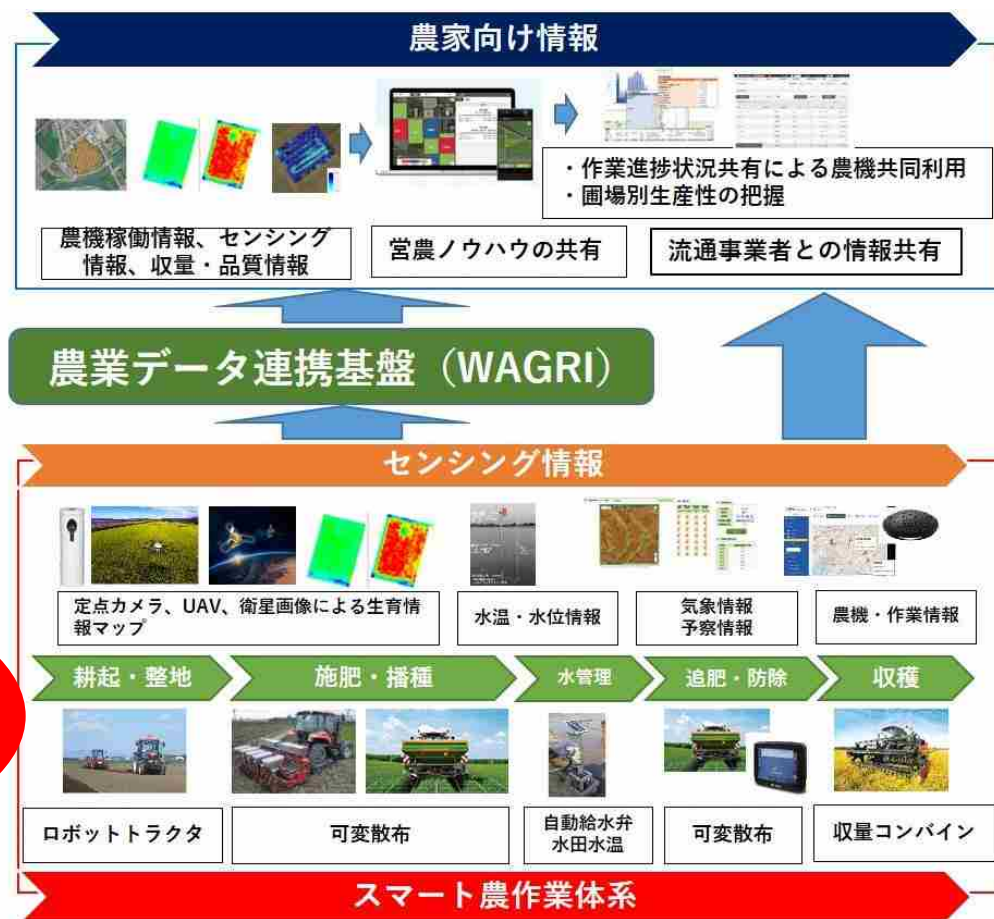 農家向け情報
・作業進捗状況共有による農機共同利用
・圃場別生産性の把握
農機稼働情報、センシング
情報、収量・品質情報
営農ノウハウの共有
流通事業者との情報共有
農業データ連携基盤（WAGRI）
センシング情報
定点カメラ、UAV、衛星画像による生育情
報マップ
水温・水位情報
気象情報
予察情報
農機・作業情報
耕起・整地
施肥・播種
水管理
追肥・防除
収穫
ロボットトラクタ
可変散布
自動給水弁
水田水温
可変散布
収量コンバイン
スマート農作業体系